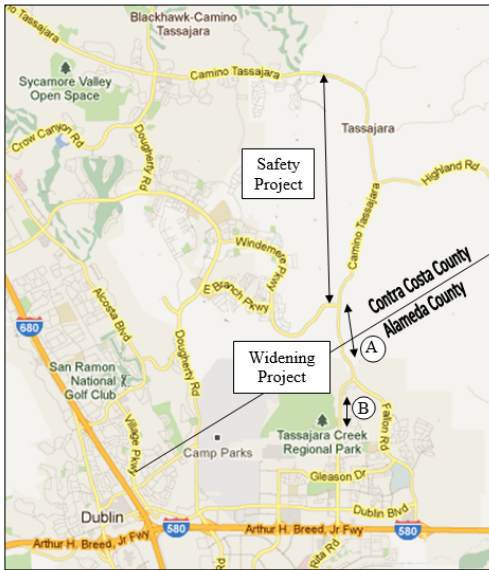 Blackhawk-Camino
Tassajara
Camino Tassajara
Camino Tassajara
Sycamore Valley
Open Space
Crow Canyon Rd
Dougherty Rd
Tassajara
Safety
Project
Highland Rd
Camino Tassajara
Windemere Pkwy
E Branch Pkwy
Contra Costa County
Alameda County
Alcosta Blvd
680
Dougherty Rd
Widening
Project
A
San Ramon
National
Golf Club
Village Pkwy
B
Fallon Rd
Tassajara Creek
Regional Park
Camp Parks
Gleason Dr
Dublin Blvd
Dublin
580
580
Arthur H. Breed, Jr Fwy
Arthur H. Breed, Jr Fwy
Rita Rd